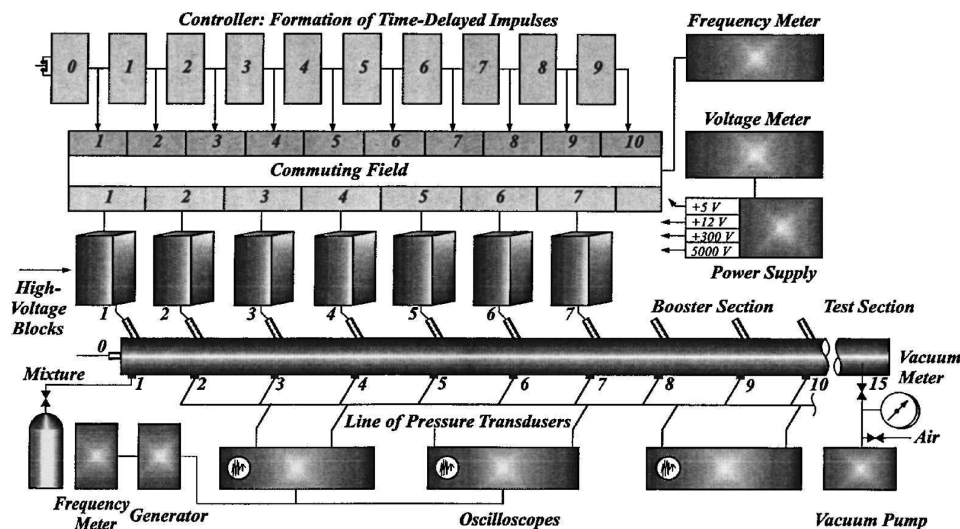 Controller: Formation of Time-Delayed Impulses
Frequency Meter
0 1 2 3 4 5 6 7 8 9
Voltage Meter
1 2 3 4 5 6 7 8 9 10
Commuting Field
1 2 3 4 5 6 7
+5 V
+12 V
+300 V
5000 V
Power Supply
High-
Voltage
Blocks
1 2 3 4 5 6 7
Booster Section
Test Section
0
Mixture
1 2 3 4 5 6 7 8 9 10 15
Vacuum
Meter
Line of Pressure Transdusers
Air
Frequency
Meter
Generator
Oscilloscopes
Vacuum Pump